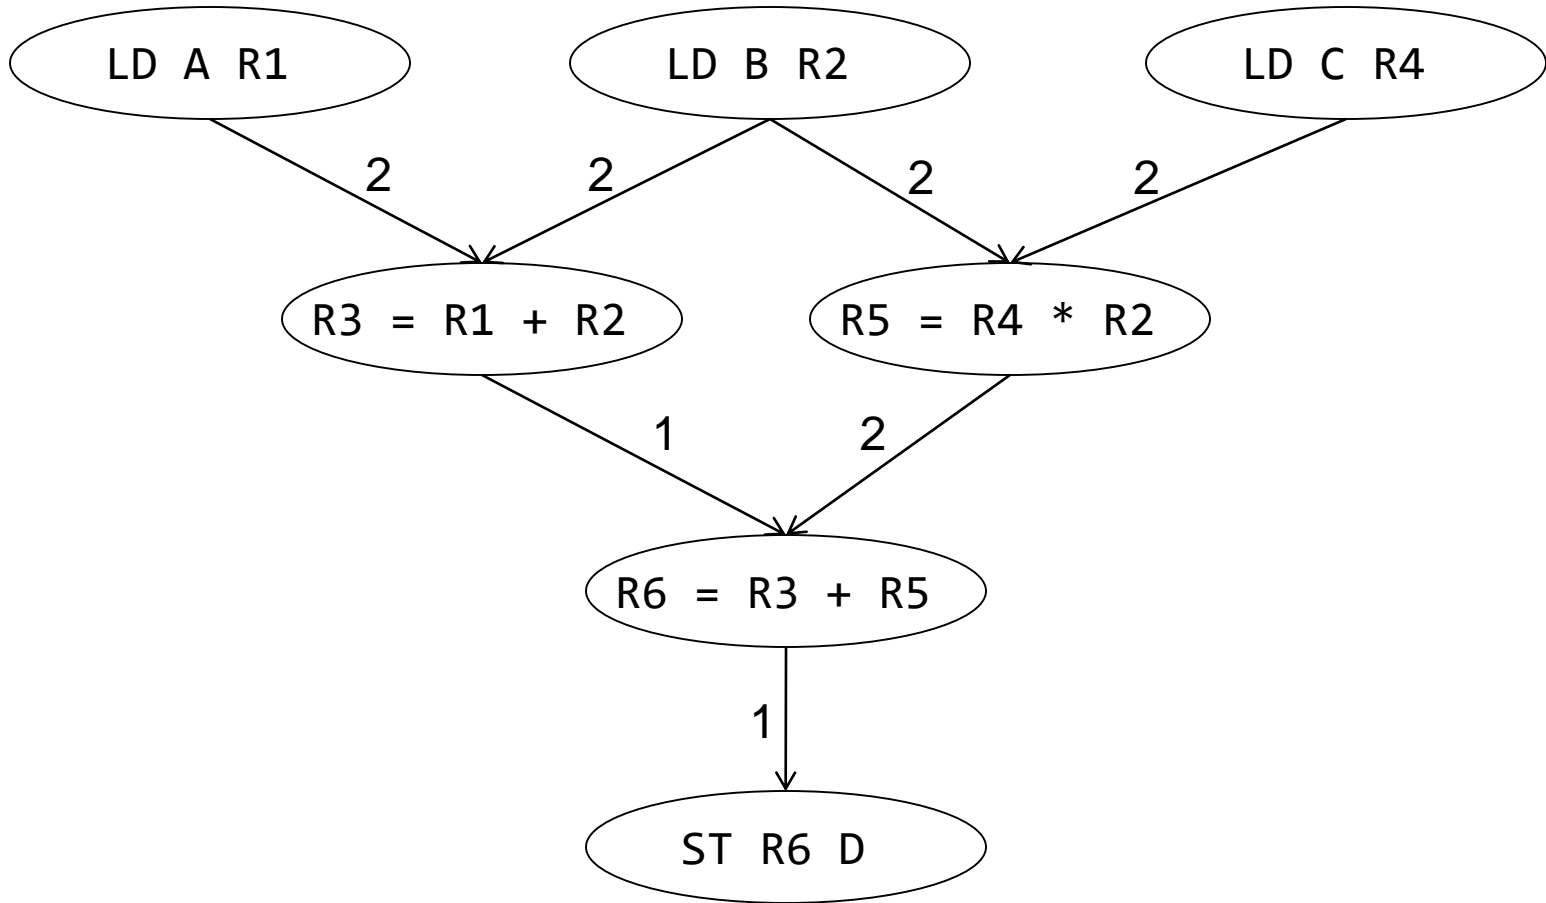 LD A R1
LD B R2
LD C R4
2
2
2
2
R3 = R1 + R2
R5 = R4 * R2
1
2
R6 = R3 + R5
1
ST R6 D